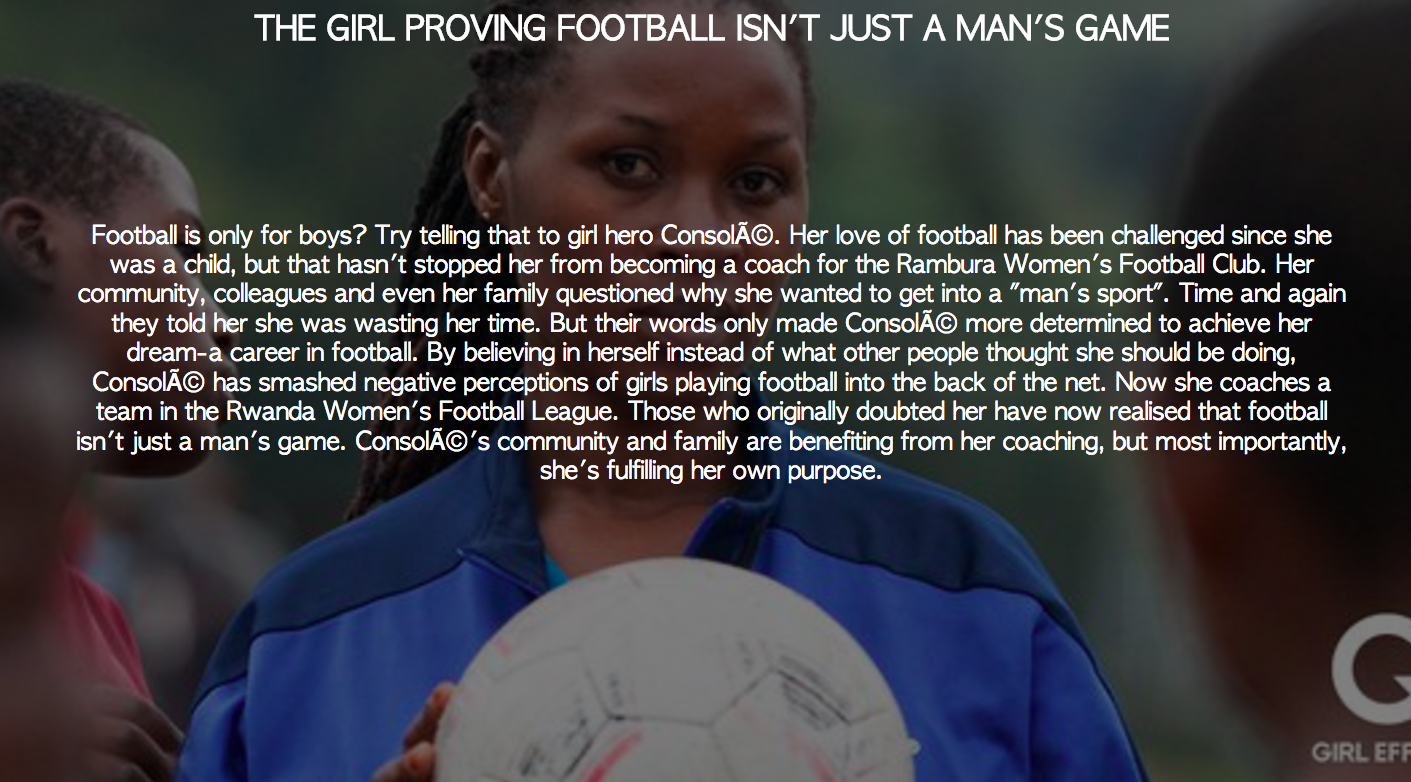 THE GIRL PROVING FOOTBALL ISN'T JUST A MAN'S GAME
Football is only for boys? Try telling that to girl hero ConsolÃ©. Her love of football has been challenged since she
was a child, but that hasn't stopped her from becoming a coach for the Rambura Women's Football Club. Her
community, colleagues and even her family questioned why she wanted to get into a "man's sport". Time and again
they told her she was wasting her time. But their words only made ConsolÃ© more determined to achieve her
dream-a career in football. By believing in herself instead of what other people thought she should be doing,
ConsolÃ© has smashed negative perceptions of girls playing football into the back of the net. Now she coaches a
team in the Rwanda Women's Football League. Those who originally doubted her have now realised that football
isn't just a man's game. ConsolÃ©'s community and family are benefiting from her coaching, but most importantly,
she's fulfilling her own purpose.
GIRL EFF